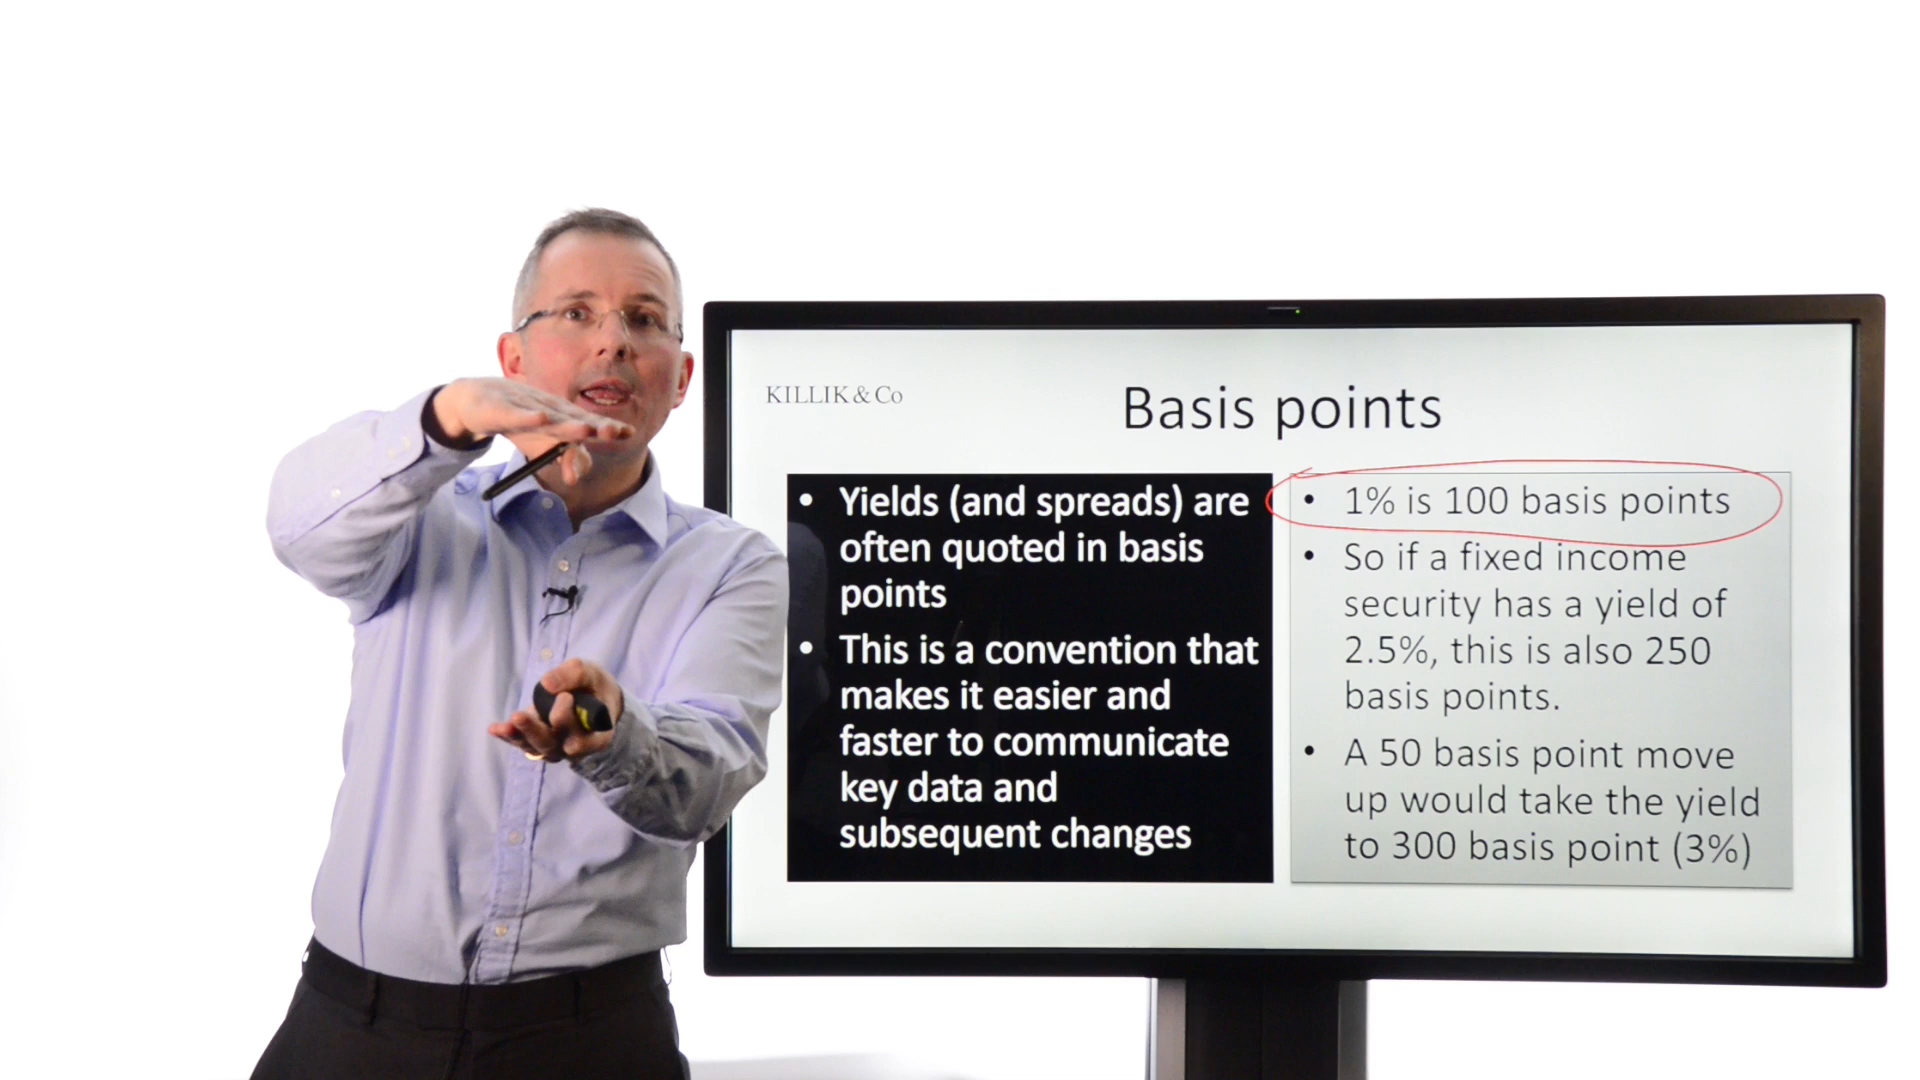 KILLIK & Co
Basis points
• Yields (and spreads) are
often quoted in basis
points
• This is a convention that
makes it easier and
faster to communicate
key data and
subsequent changes
• 1% is 100 basis points
• So if a fixed income
security has a yield of
2.5%, this is also 250
basis points.
• A 50 basis point move
up would take the yield
to 300 basis point (3%)